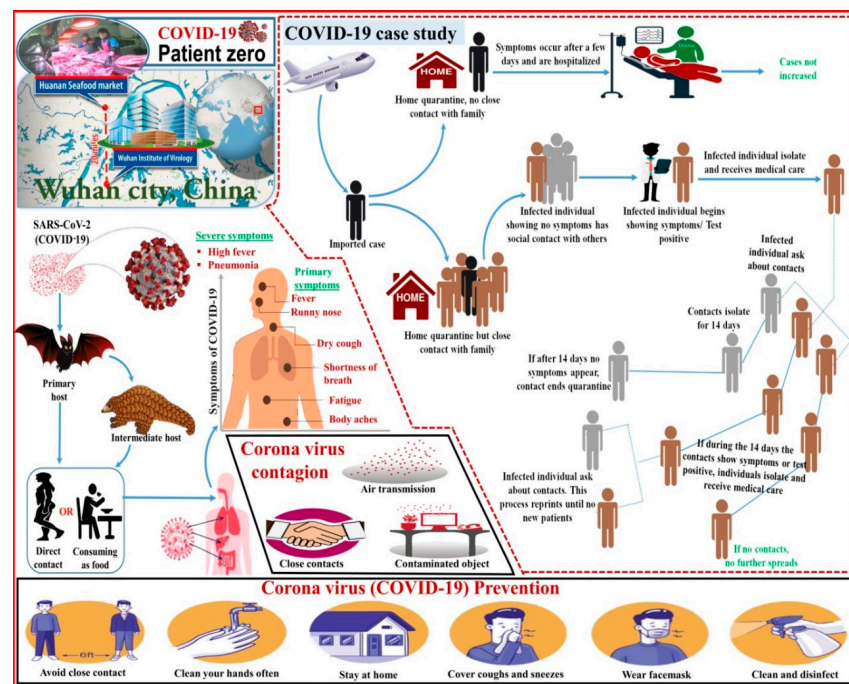 COVID-19
Patient zero
Huanan Seafood market
20miles
Wuhan Institute of Virology
Wuhan city, China
COVID-19 case study
Symptoms occur after a few
days and are hospitalized
Cases not
increased
HOME
Home quarantine, no close
contact with family
Imported case
HOME
Home quarantine but close
contact with family
Infected individual
showing no symptoms has
social contact with others
Infected individual begins
showing symptoms/ Test
positive
Infected individual isolate
and receives medical care
Infected
individual ask
about contacts
Contacts isolate
for 14 days
If after 14 days no
symptoms appear,
contact ends quarantine
If during the 14 days the
contacts show symptoms or test
positive, individuals isolate and
receive medical care
Infected individual ask
about contacts. This
process reprints until no
new patients
If no contacts,
no further spreads
SARS-CoV-2
(COVID-19)
Primary
host
Intermediate host
OR
Direct
contact
Consuming
as food
Severe symptoms
High fever
Pneumonia
Symptoms of COVID-19
Primary
symptoms
Fever
Runny nose
Dry cough
Shortness of
breath
Fatigue
Body aches
Corona virus
contagion
Air transmission
Close contacts
Contaminated object
Corona virus (COVID-19) Prevention
6ft
Avoid close contact
Clean your hands often
Stay at home
Cover coughs and sneezes
Wear facemask
Clean and disinfect